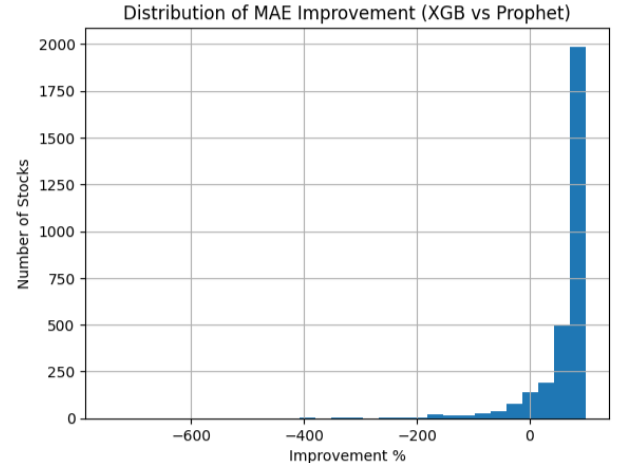 Distribution of MAE Improvement (XGB vs Prophet)
2000
1750
1500
1250
1000
750
500
250
0
Number of Stocks
−600 −400 −200 0
Improvement %